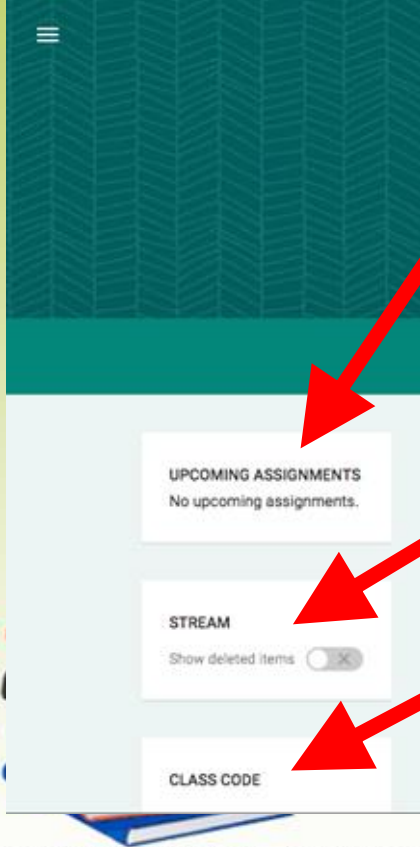 UPCOMING ASSIGNMENTS
No upcoming assignments.
STREAM
Show deleted items
CLASS CODE